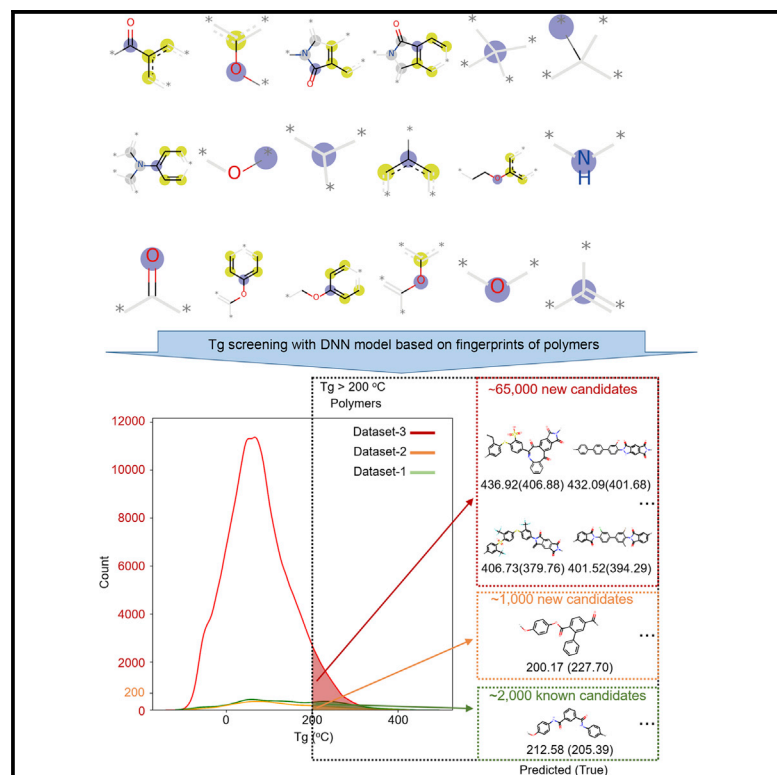 O
*
*
*
*
O
*
*
O
*
N
O
*
*
O
N
*
*
*
*
*
*
*
*
*
*
N
*
*
*
O
*
*
*
*
*
*
O
*
*
*
NH
O
*
*
O
*
*
*
O
*
*
*
O
*
*
*
O
*
*
*
Tg screening with DNN model based on fingerprints of polymers
Tg > 200 °C
Polymers
Dataset-3
Dataset-2
Dataset-1
12000
10000
8000
6000
4000
2000
200
0
Count
0
200
400
Tg (°C)
~65,000 new candidates
436.92(406.88) 432.09(401.68)
...
406.73(379.76) 401.52(394.29)
...
~1,000 new candidates
...
200.17 (227.70)
~2,000 known candidates
...
212.58 (205.39)
Predicted (True)